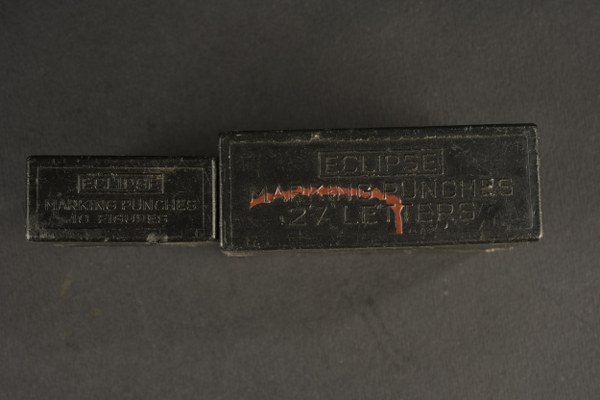 ECLIPSE
MARKING PUNCHES
10 FIGURES
ECLIPSE
MARKING PUNCHES
27 LETTERS